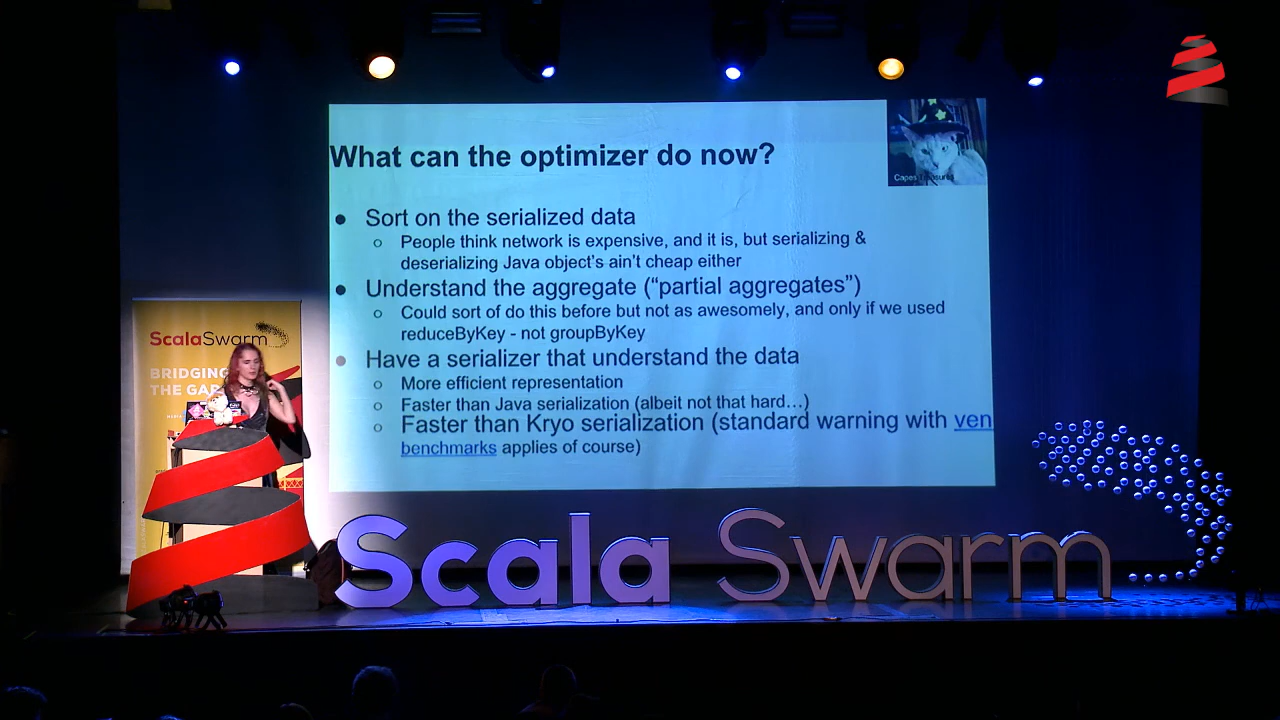 What can the optimizer do now?
● Sort on the serialized data
○ People think network is expensive, and it is, but serializing &
deserializing Java object's ain't cheap either
● Understand the aggregate (“partial aggregates”)
○ Could sort of do this before but not as awesomely, and only if we used
reduceByKey - not groupByKey
● Have a serializer that understand the data
○ More efficient representation
○ Faster than Java serialization (albeit not that hard...)
○ Faster than Kryo serialization (standard warning with ven
benchmarks applies of course)
ScalaSwarm
BRIDGING
THE GAP
Scala Swarm